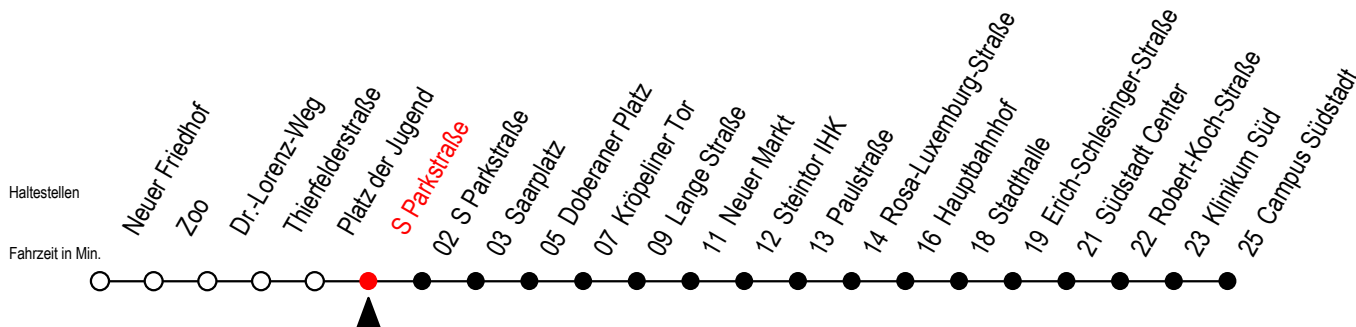 Haltestellen
Fahrzeit in Min.
Neuer Friedhof
Zoo
Dr.-Lorenz-Weg
Thierfelderstraße
Platz der Jugend
S Parkstraße
02 S Parkstraße
03 Saarplatz
05 Doberaner Platz
07 Kröpeliner Tor
09 Lange Straße
11 Neuer Markt
12 Steintor IHK
13 Paulstraße
14 Rosa-Luxemburg-Straße
16 Hauptbahnhof
18 Stadthalle
19 Erich-Schlesinger-Straße
21 Südstadt Center
22 Robert-Koch-Straße
23 Klinikum Süd
25 Campus Südstadt